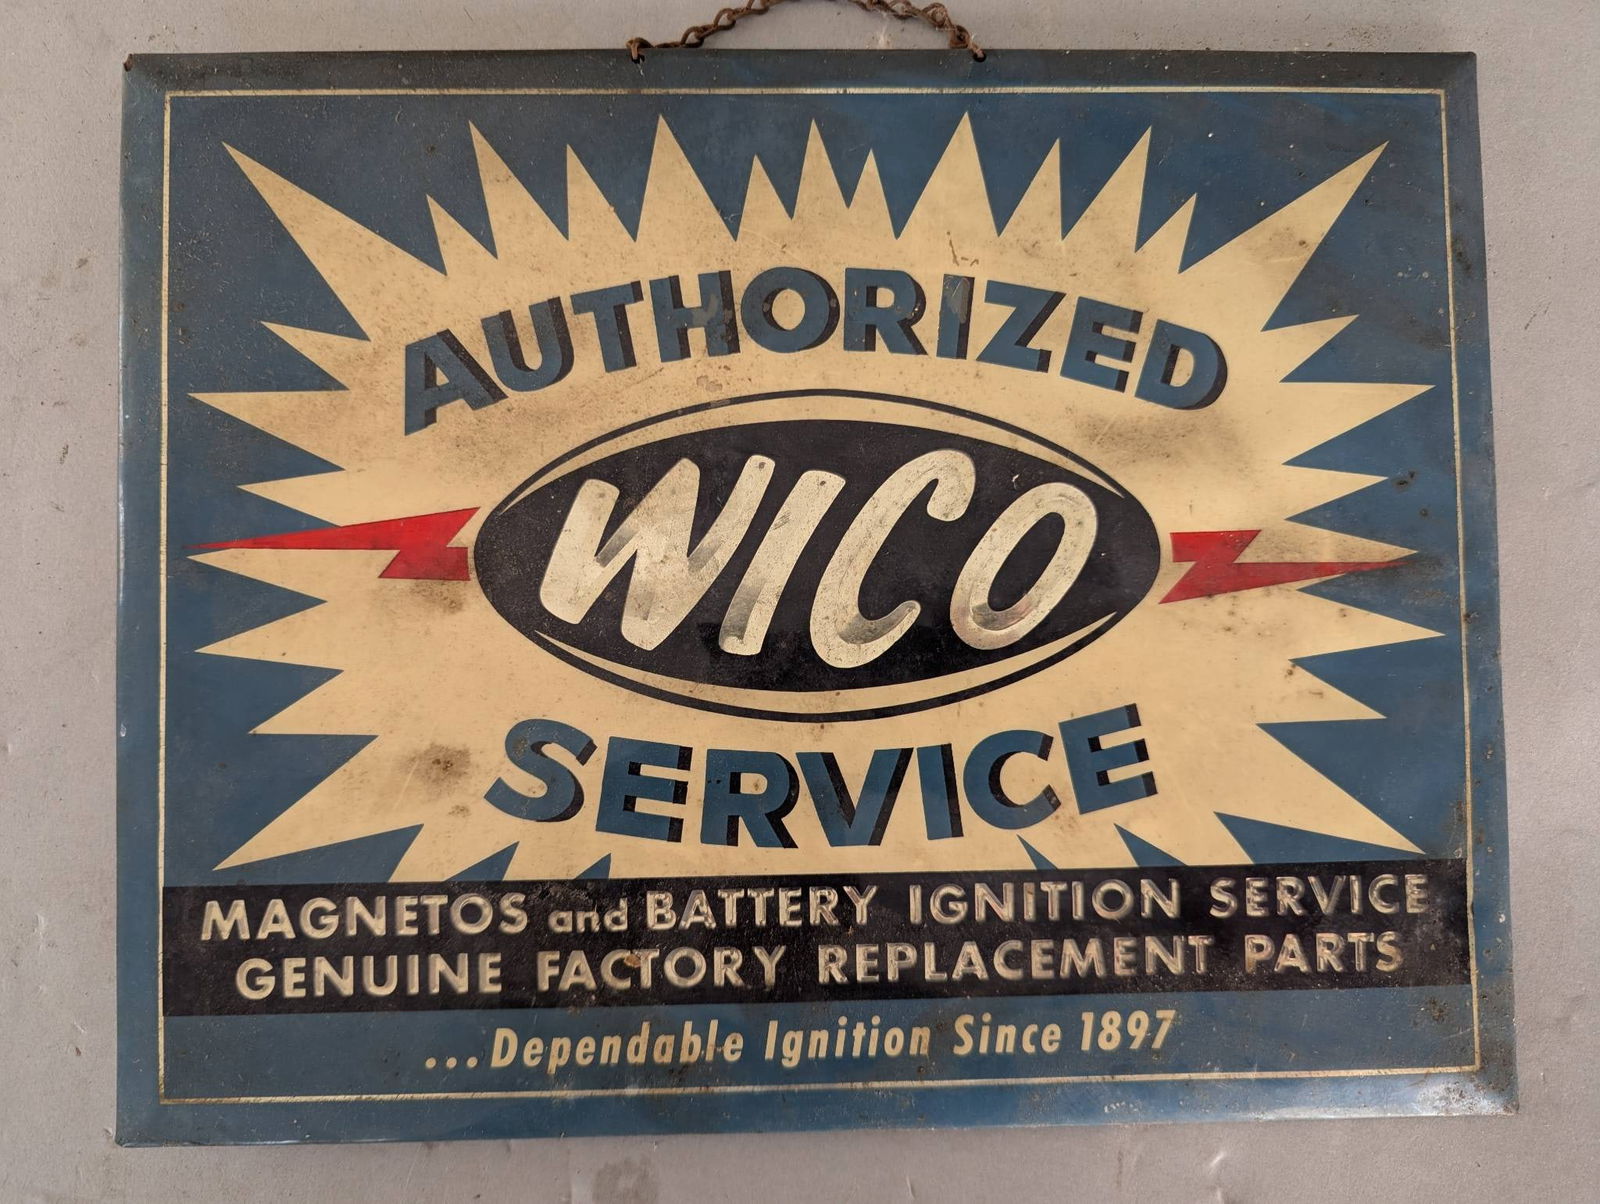 AUTHORIZED
WICO
SERVICE
MAGNETOS and BATTERY IGNITION SERVICE
GENUINE FACTORY REPLACEMENT PARTS
...Dependable Ignition Since 1897